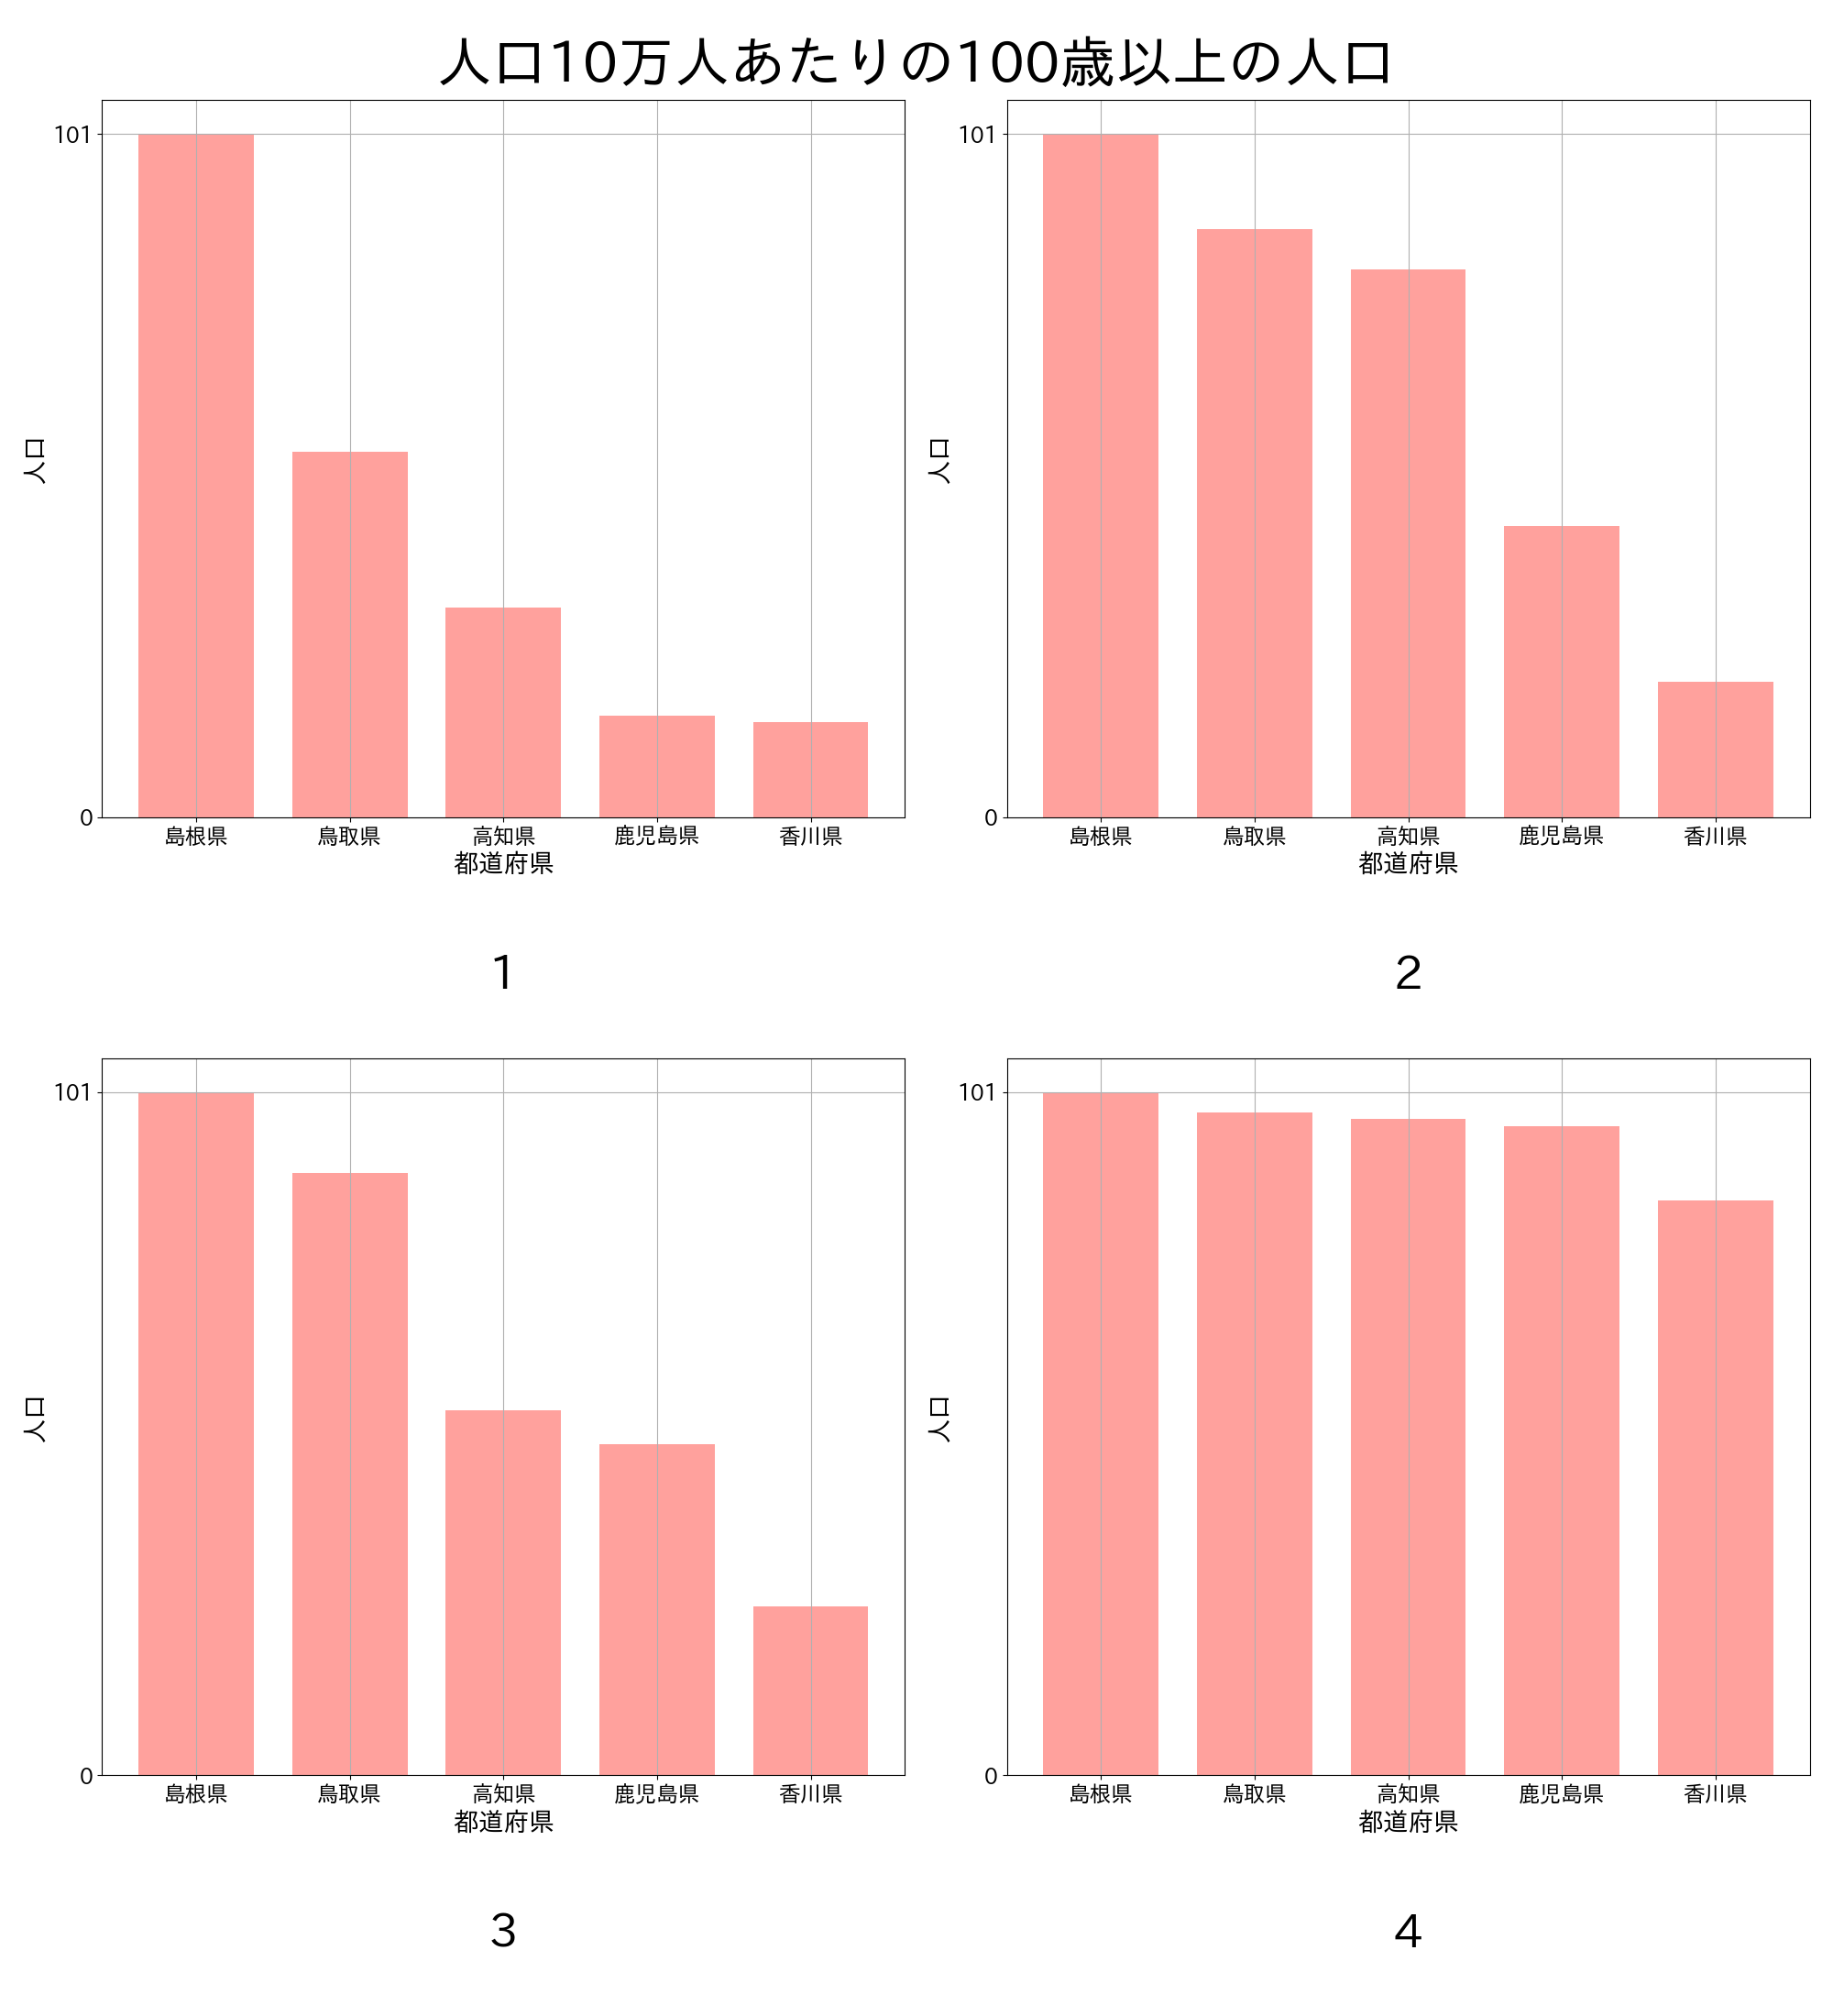 人口10万人あたりの100歳以上の人口
101
0
人口
島根県 鳥取県 高知県 鹿児島県 香川県
都道府県
1
101
0
人口
島根県 鳥取県 高知県 鹿児島県 香川県
都道府県
2
101
0
人口
島根県 鳥取県 高知県 鹿児島県 香川県
都道府県
3
101
0
人口
島根県 鳥取県 高知県 鹿児島県 香川県
都道府県
4